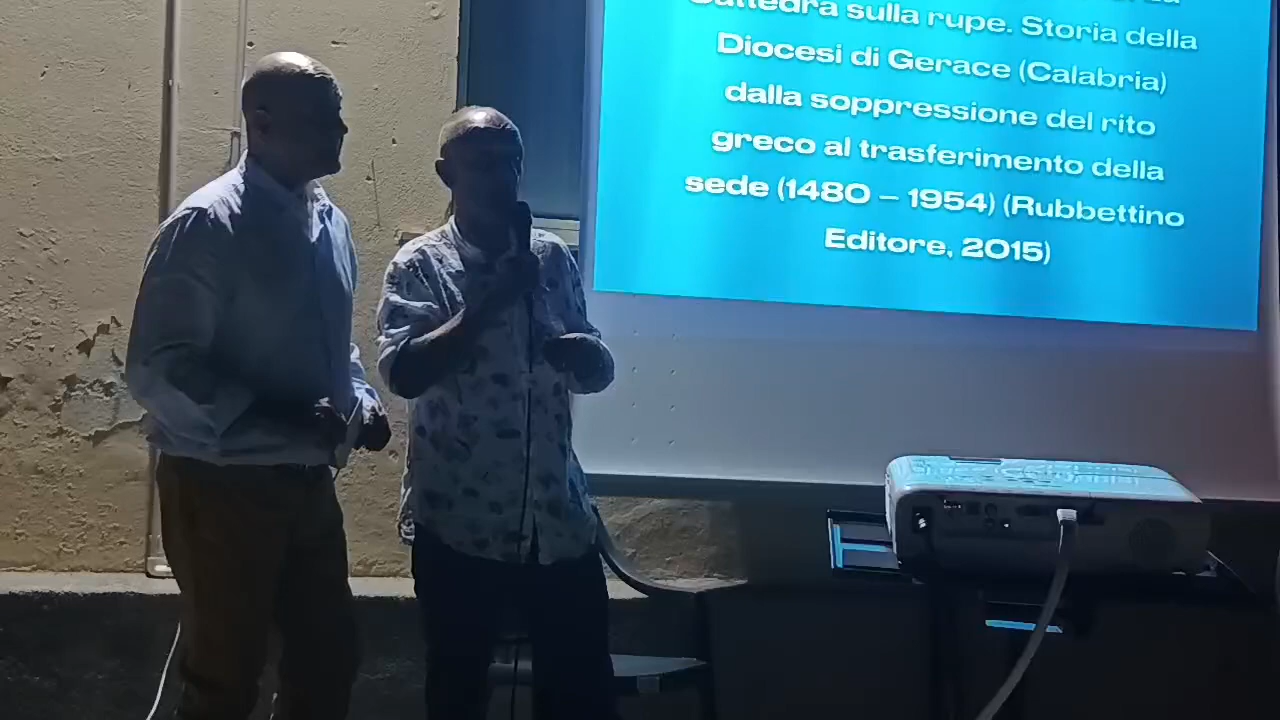 Cattedra sulla rupe. Storia della
Diocesi di Gerace (Calabria)
dalla soppressione del rito
greco al trasferimento della
sede (1480 – 1954) (Rubbettino
Editore, 2015)